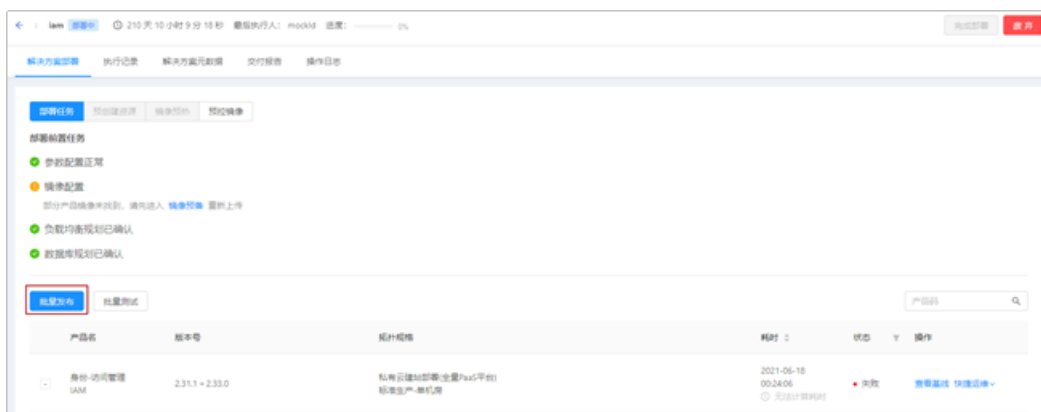 iam 部署中 210 天 10 小时 9 分 18 秒 最后执行人: mockId 进度: 0% 完成部署 废弃
解决方案部署 执行记录 解决方案元数据 交付报告 操作日志
部署任务 预创建资源 镜像预热 预控镜像
部署前置任务
参数配置正常
镜像配置
部分产品镜像未找到, 请先进入 镜像预备 重新上传
负载均衡规划已确认
数据库规划已确认
批量发布 批量测试 产品码
产品名 版本号 拓扑规格 耗时 状态 操作
身份-访问管理
IAM
2.31.1 → 2.33.0
私有云建站部署(全量PaaS平台)
标准生产-单机房
2021-06-18
00:24:06
无法计算耗时
失败
查看基线 快捷运维